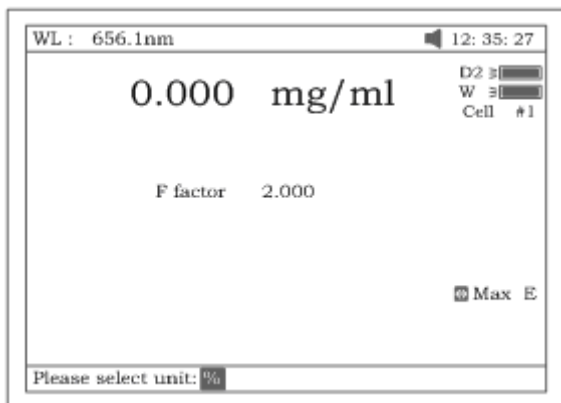 WL : 656.1nm 12: 35: 27
D2
0.000 mg/ml
W
Cell #1
F factor 2.000
Max E
Please select unit: %